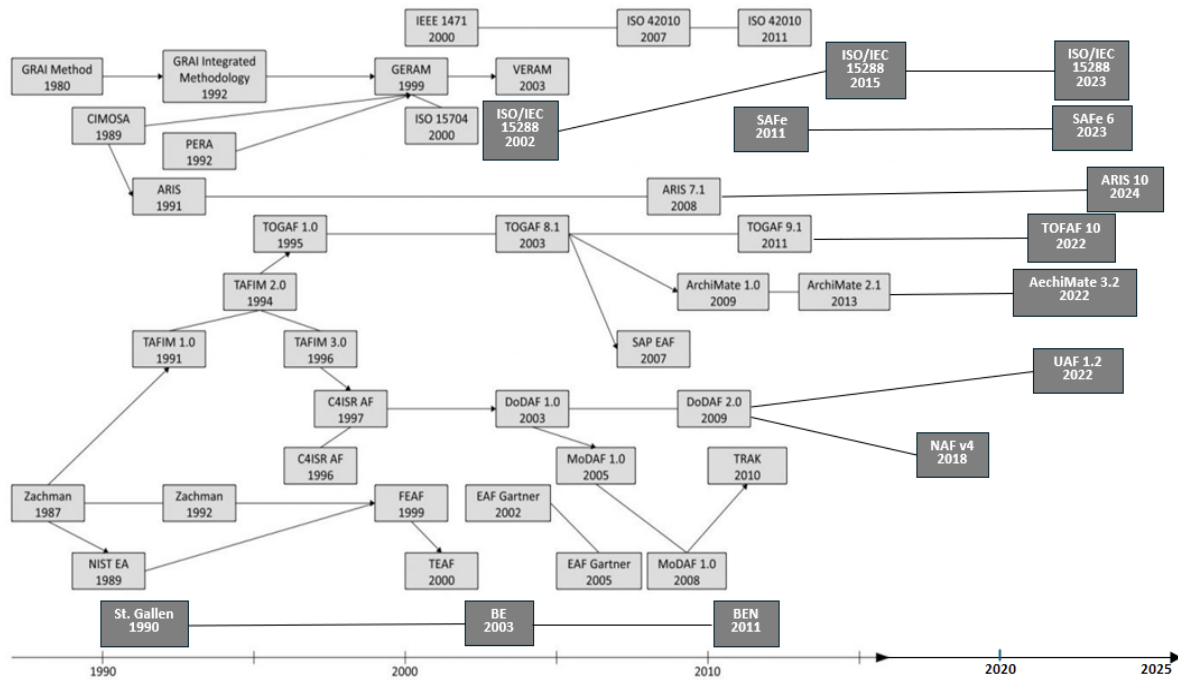 IEEE 1471
2000
ISO 42010
2007
ISO 42010
2011
GRAI Method
1980
GRAI Integrated
Methodology
1992
GERAM
1999
VERAM
2003
ISO/IEC
15288
2015
ISO/IEC
15288
2023
CIMOSA
1989
PERA
1992
ISO 15704
2000
ISO/IEC
15288
2002
SAFe
2011
SAFe 6
2023
ARIS
1991
ARIS 7.1
2008
ARIS 10
2024
TOGAF 1.0
1995
TOGAF 8.1
2003
TOGAF 9.1
2011
TOFAF 10
2022
TAFIM 2.0
1994
ArchiMate 1.0
2009
ArchiMate 2.1
2013
AechiMate 3.2
2022
TAFIM 1.0
1991
TAFIM 3.0
1996
SAP EAF
2007
UAF 1.2
2022
C4ISR AF
1997
DoDAF 1.0
2003
DoDAF 2.0
2009
C4ISR AF
1996
MoDAF 1.0
2005
TRAK
2010
NAF v4
2018
Zachman
1987
Zachman
1992
FEAF
1999
EAF Gartner
2002
NIST EA
1989
TEAF
2000
EAF Gartner
2005
MoDAF 1.0
2008
St. Gallen
1990
BE
2003
BEN
2011
1990
2000
2010
2020
2025